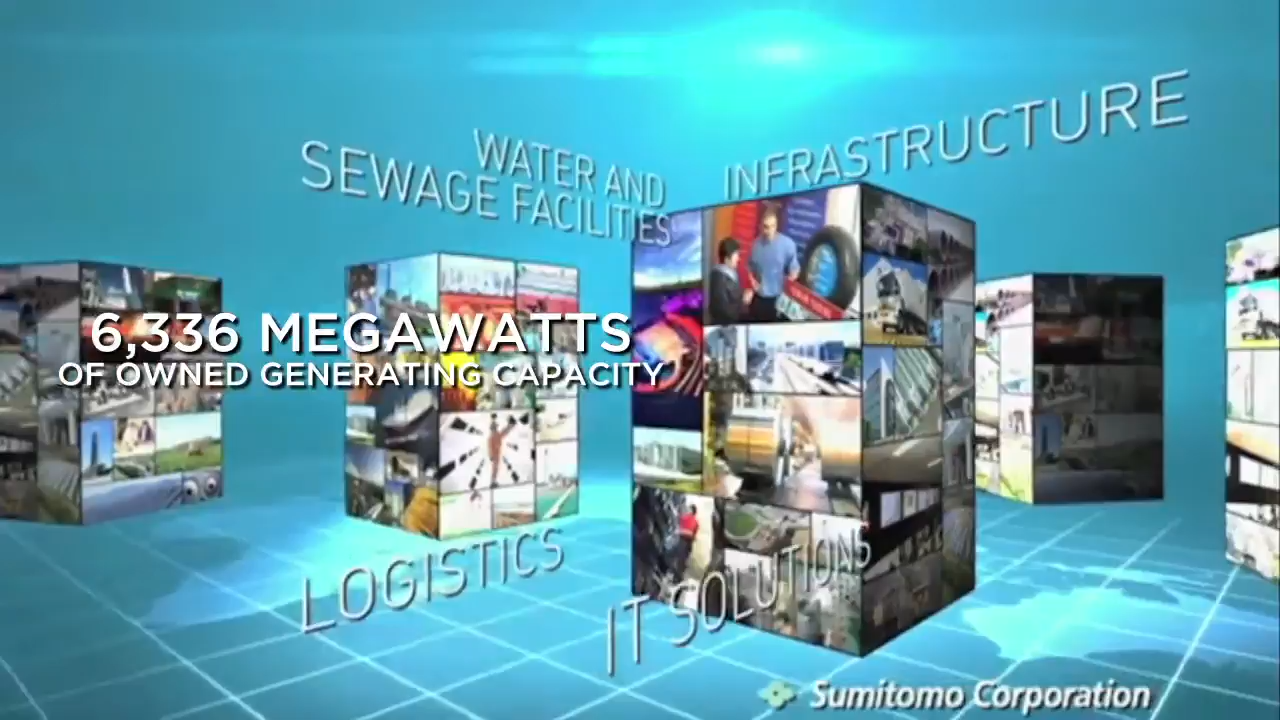 INFRASTRUCTURE
WATER AND
SEWAGE FACILITIES
6,336 MEGAWATTS
OF OWNED GENERATING CAPACITY
LOGISTICS
IT SOLUTIONS
Sumitomo Corporation